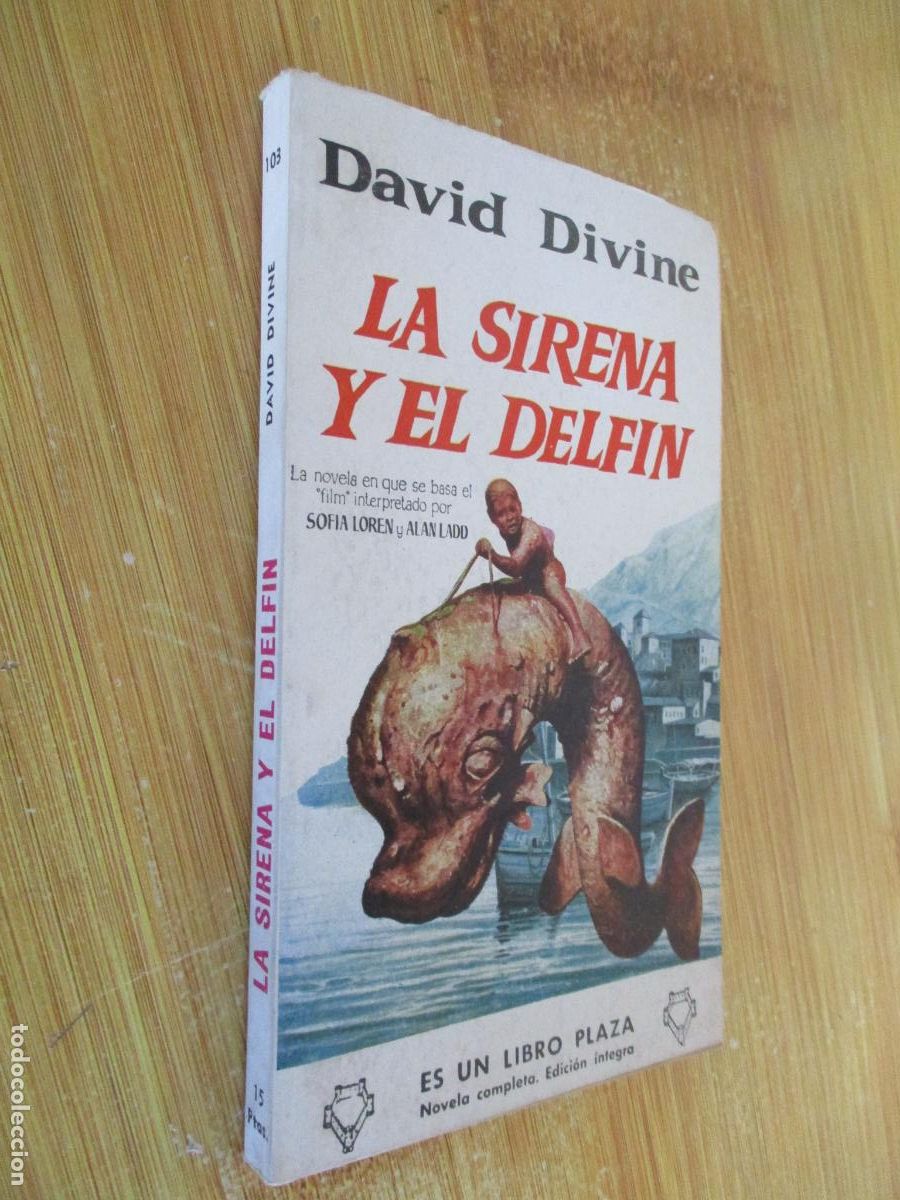 David Divine
LA SIRENA
Y EL DELFIN
La novela en que se basa el
"film" interpretado por
SOFIA LOREN y ALAN LADD
ES UN LIBRO PLAZA
Novela completa. Edición íntegra
103
DAVID DIVINE
LA SIRENA Y EL DELFIN
15
Ptas.
todocoleccion.net